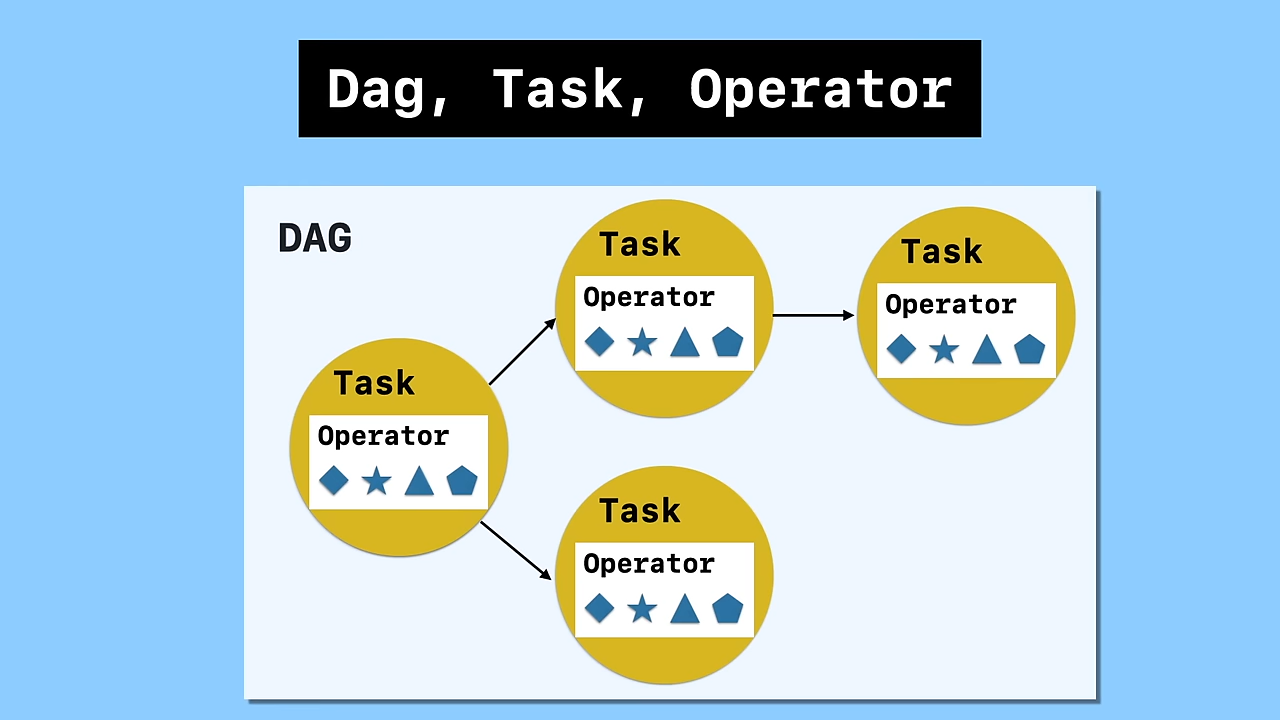 Dag, Task, Operator
DAG
Task
Operator
Task
Operator
Task
Operator
Task
Operator